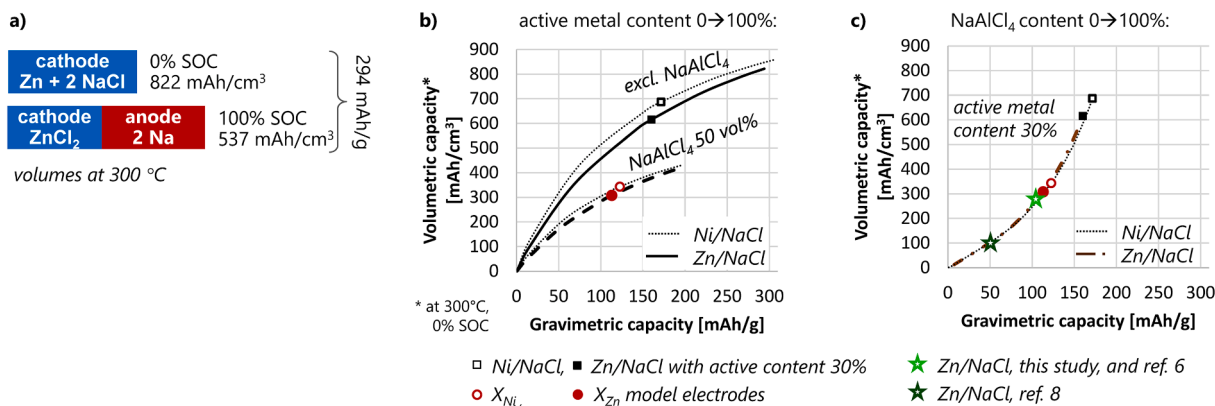 a)
cathode
Zn + 2 NaCl
0% SOC
822 mAh/cm³
cathode
ZnCl₂
anode
2 Na
100% SOC
537 mAh/cm³
294 mAh/g
volumes at 300 °C
b)
active metal content 0→100%:
Volumetric capacity*
[mAh/cm³]
900
800
700
600
500
400
300
200
100
0
excl. NaAlCl₄
NaAlCl₄ 50 vol%
Ni/NaCl
Zn/NaCl
0 50 100 150 200 250 300
Gravimetric capacity [mAh/g]
* at 300°C,
0% SOC
c)
NaAlCl₄ content 0→100%:
Volumetric capacity*
[mAh/cm³]
900
800
700
600
500
400
300
200
100
0
active metal
content 30%
Ni/NaCl
Zn/NaCl
0 50 100 150 200 250 300
Gravimetric capacity [mAh/g]
Ni/NaCl, Zn/NaCl with active content 30%
X_Ni, X_Zn model electrodes
Zn/NaCl, this study, and ref. 6
Zn/NaCl, ref. 8